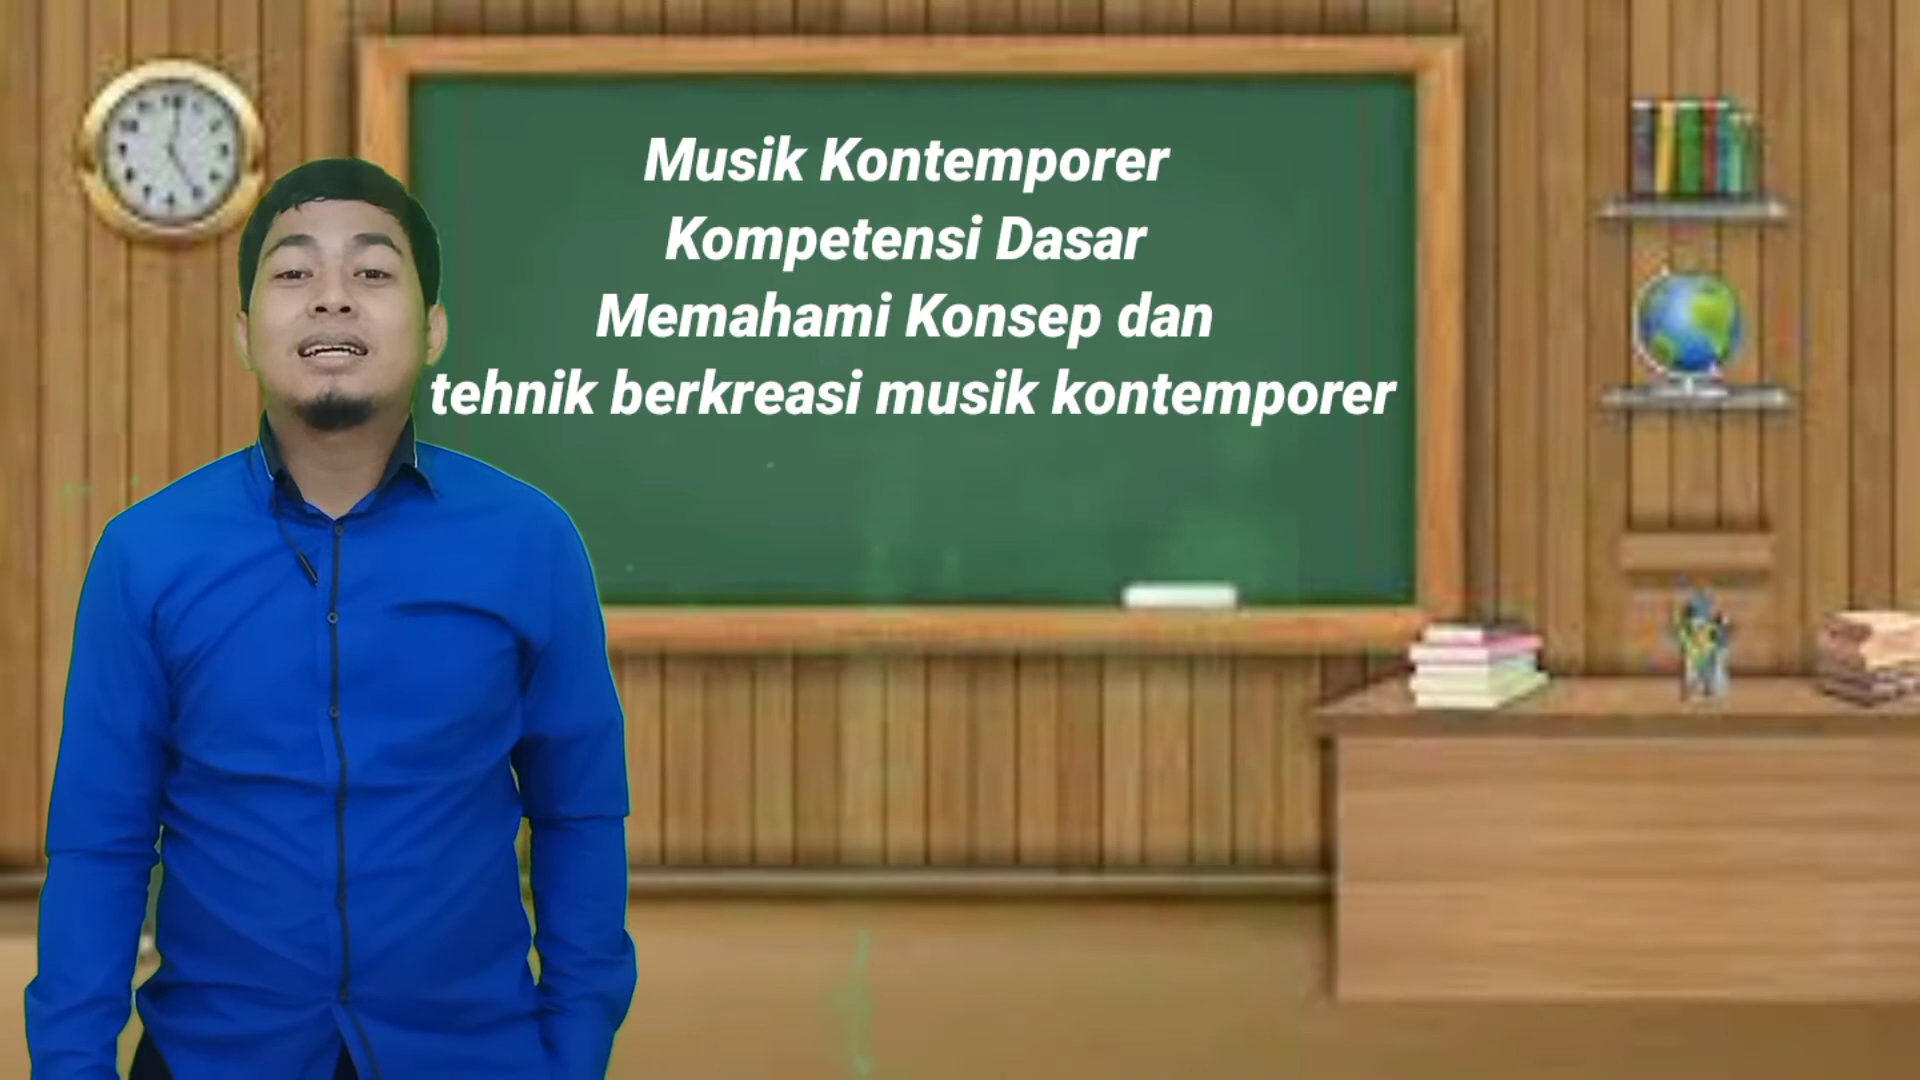 Musik Kontemporer
Kompetensi Dasar
Memahami Konsep dan
tehnik berkreasi musik kontemporer